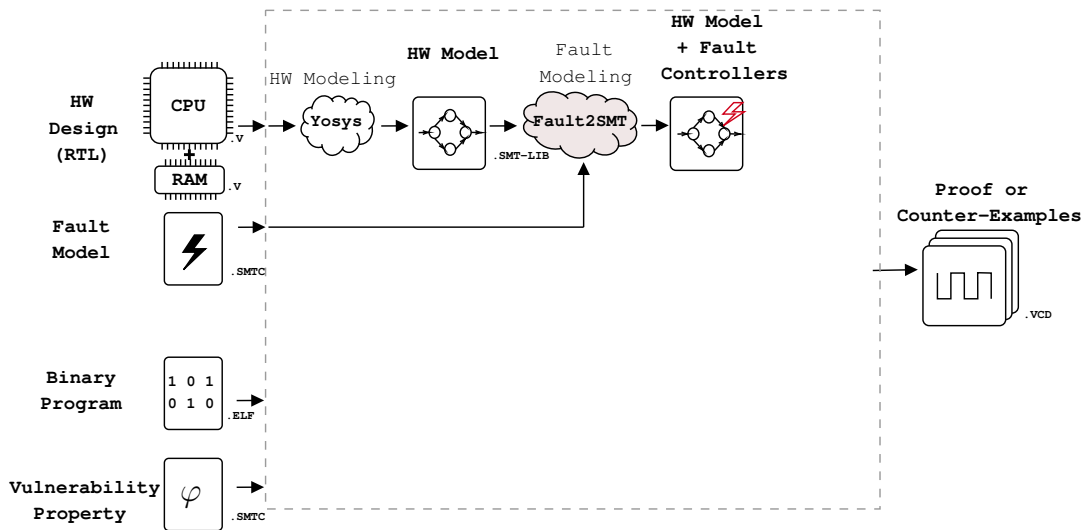 HW
Design
(RTL)
CPU
.V
+
RAM
.V
HW Modeling
Yosys
HW Model
.SMT-LIB
Fault
Modeling
Fault2SMT
HW Model
+ Fault
Controllers
Fault
Model
.SMTC
Binary
Program
1 0 1
0 1 0
.ELF
Vulnerability
Property
φ
.SMTC
Proof or
Counter-Examples
.VCD